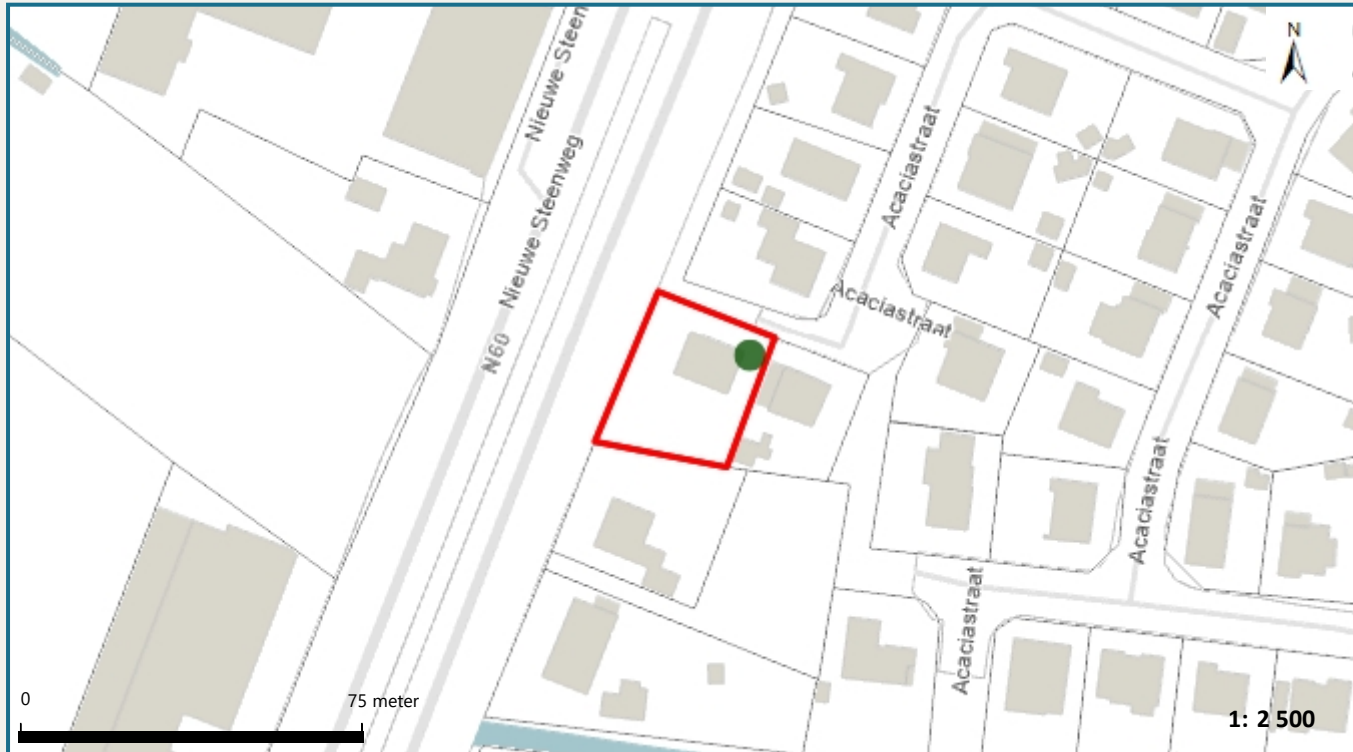 Nieuwe Steen
N
Nieuwe Steenweg
Acaciastraat
Acaciastraat
Acaciastraat
N60
Acaciastraat
Acaciastraat
0
75 meter
1: 2 500